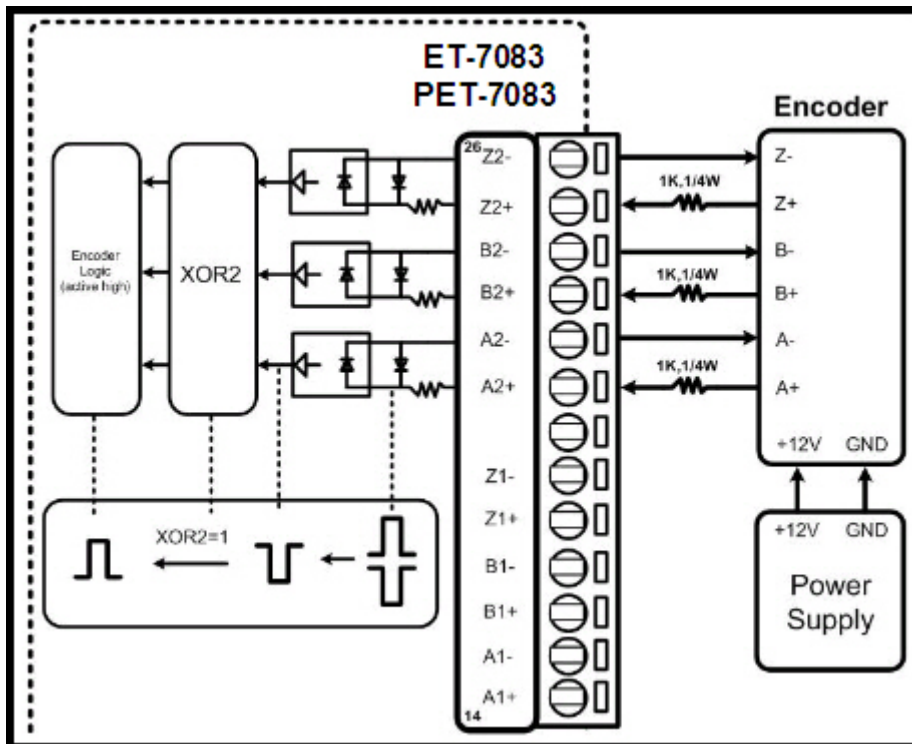 ET-7083
PET-7083
Encoder
26
Z2-
Z2+
B2-
B2+
A2-
A2+
Z1-
Z1+
B1-
B1+
A1-
A1+
14
Encoder
Logic
(active high)
XOR2
XOR2=1
1K,1/4W
1K,1/4W
1K,1/4W
Z-
Z+
B-
B+
A-
A+
+12V GND
+12V GND
Power
Supply